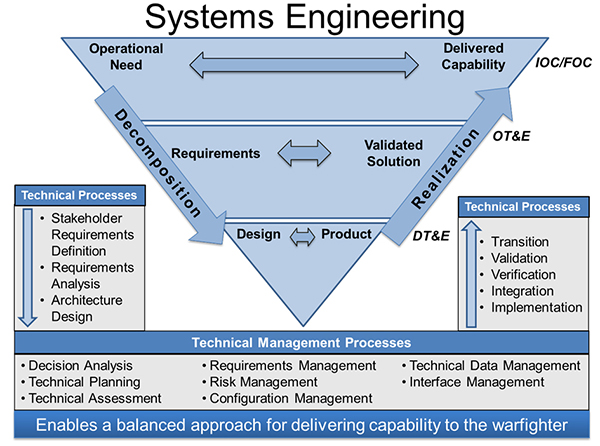 Systems Engineering
Operational
Need
Delivered
Capability
IOC/FOC
Decomposition
Realization
OT&E
Requirements
Validated
Solution
Design
Product
DT&E
Technical Processes
• Stakeholder
Requirements
Definition
• Requirements
Analysis
• Architecture
Design
Technical Processes
• Transition
• Validation
• Verification
• Integration
• Implementation
Technical Management Processes
• Decision Analysis
• Technical Planning
• Technical Assessment
• Requirements Management
• Risk Management
• Configuration Management
• Technical Data Management
• Interface Management
Enables a balanced approach for delivering capability to the warfighter